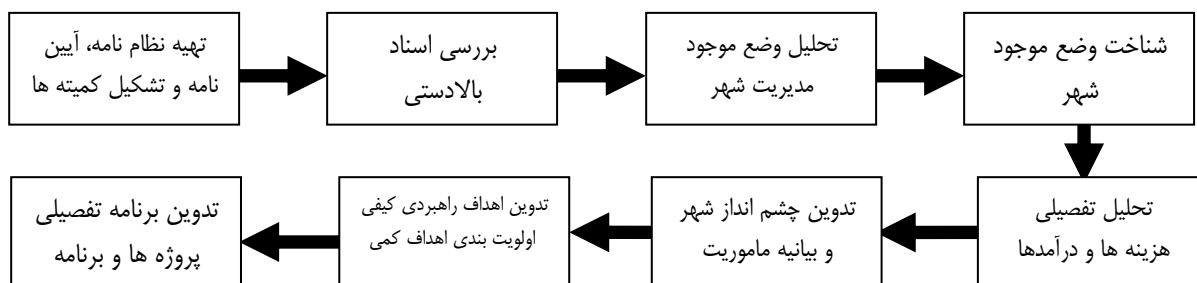 تهیه نظام نامه، آیین
نامه و تشکیل کمیته ها
بررسی اسناد
بالادستی
تحلیل وضع موجود
مدیریت شهر
شناخت وضع موجود
شهر
تحلیل تفصیلی
هزینه ها و درآمدها
تدوین چشم انداز شهر
و بیانیه ماموریت
تدوین اهداف راهبردی کیفی
اولویت بندی اهداف کمی
تدوین برنامه تفصیلی
پروژه ها و برنامه